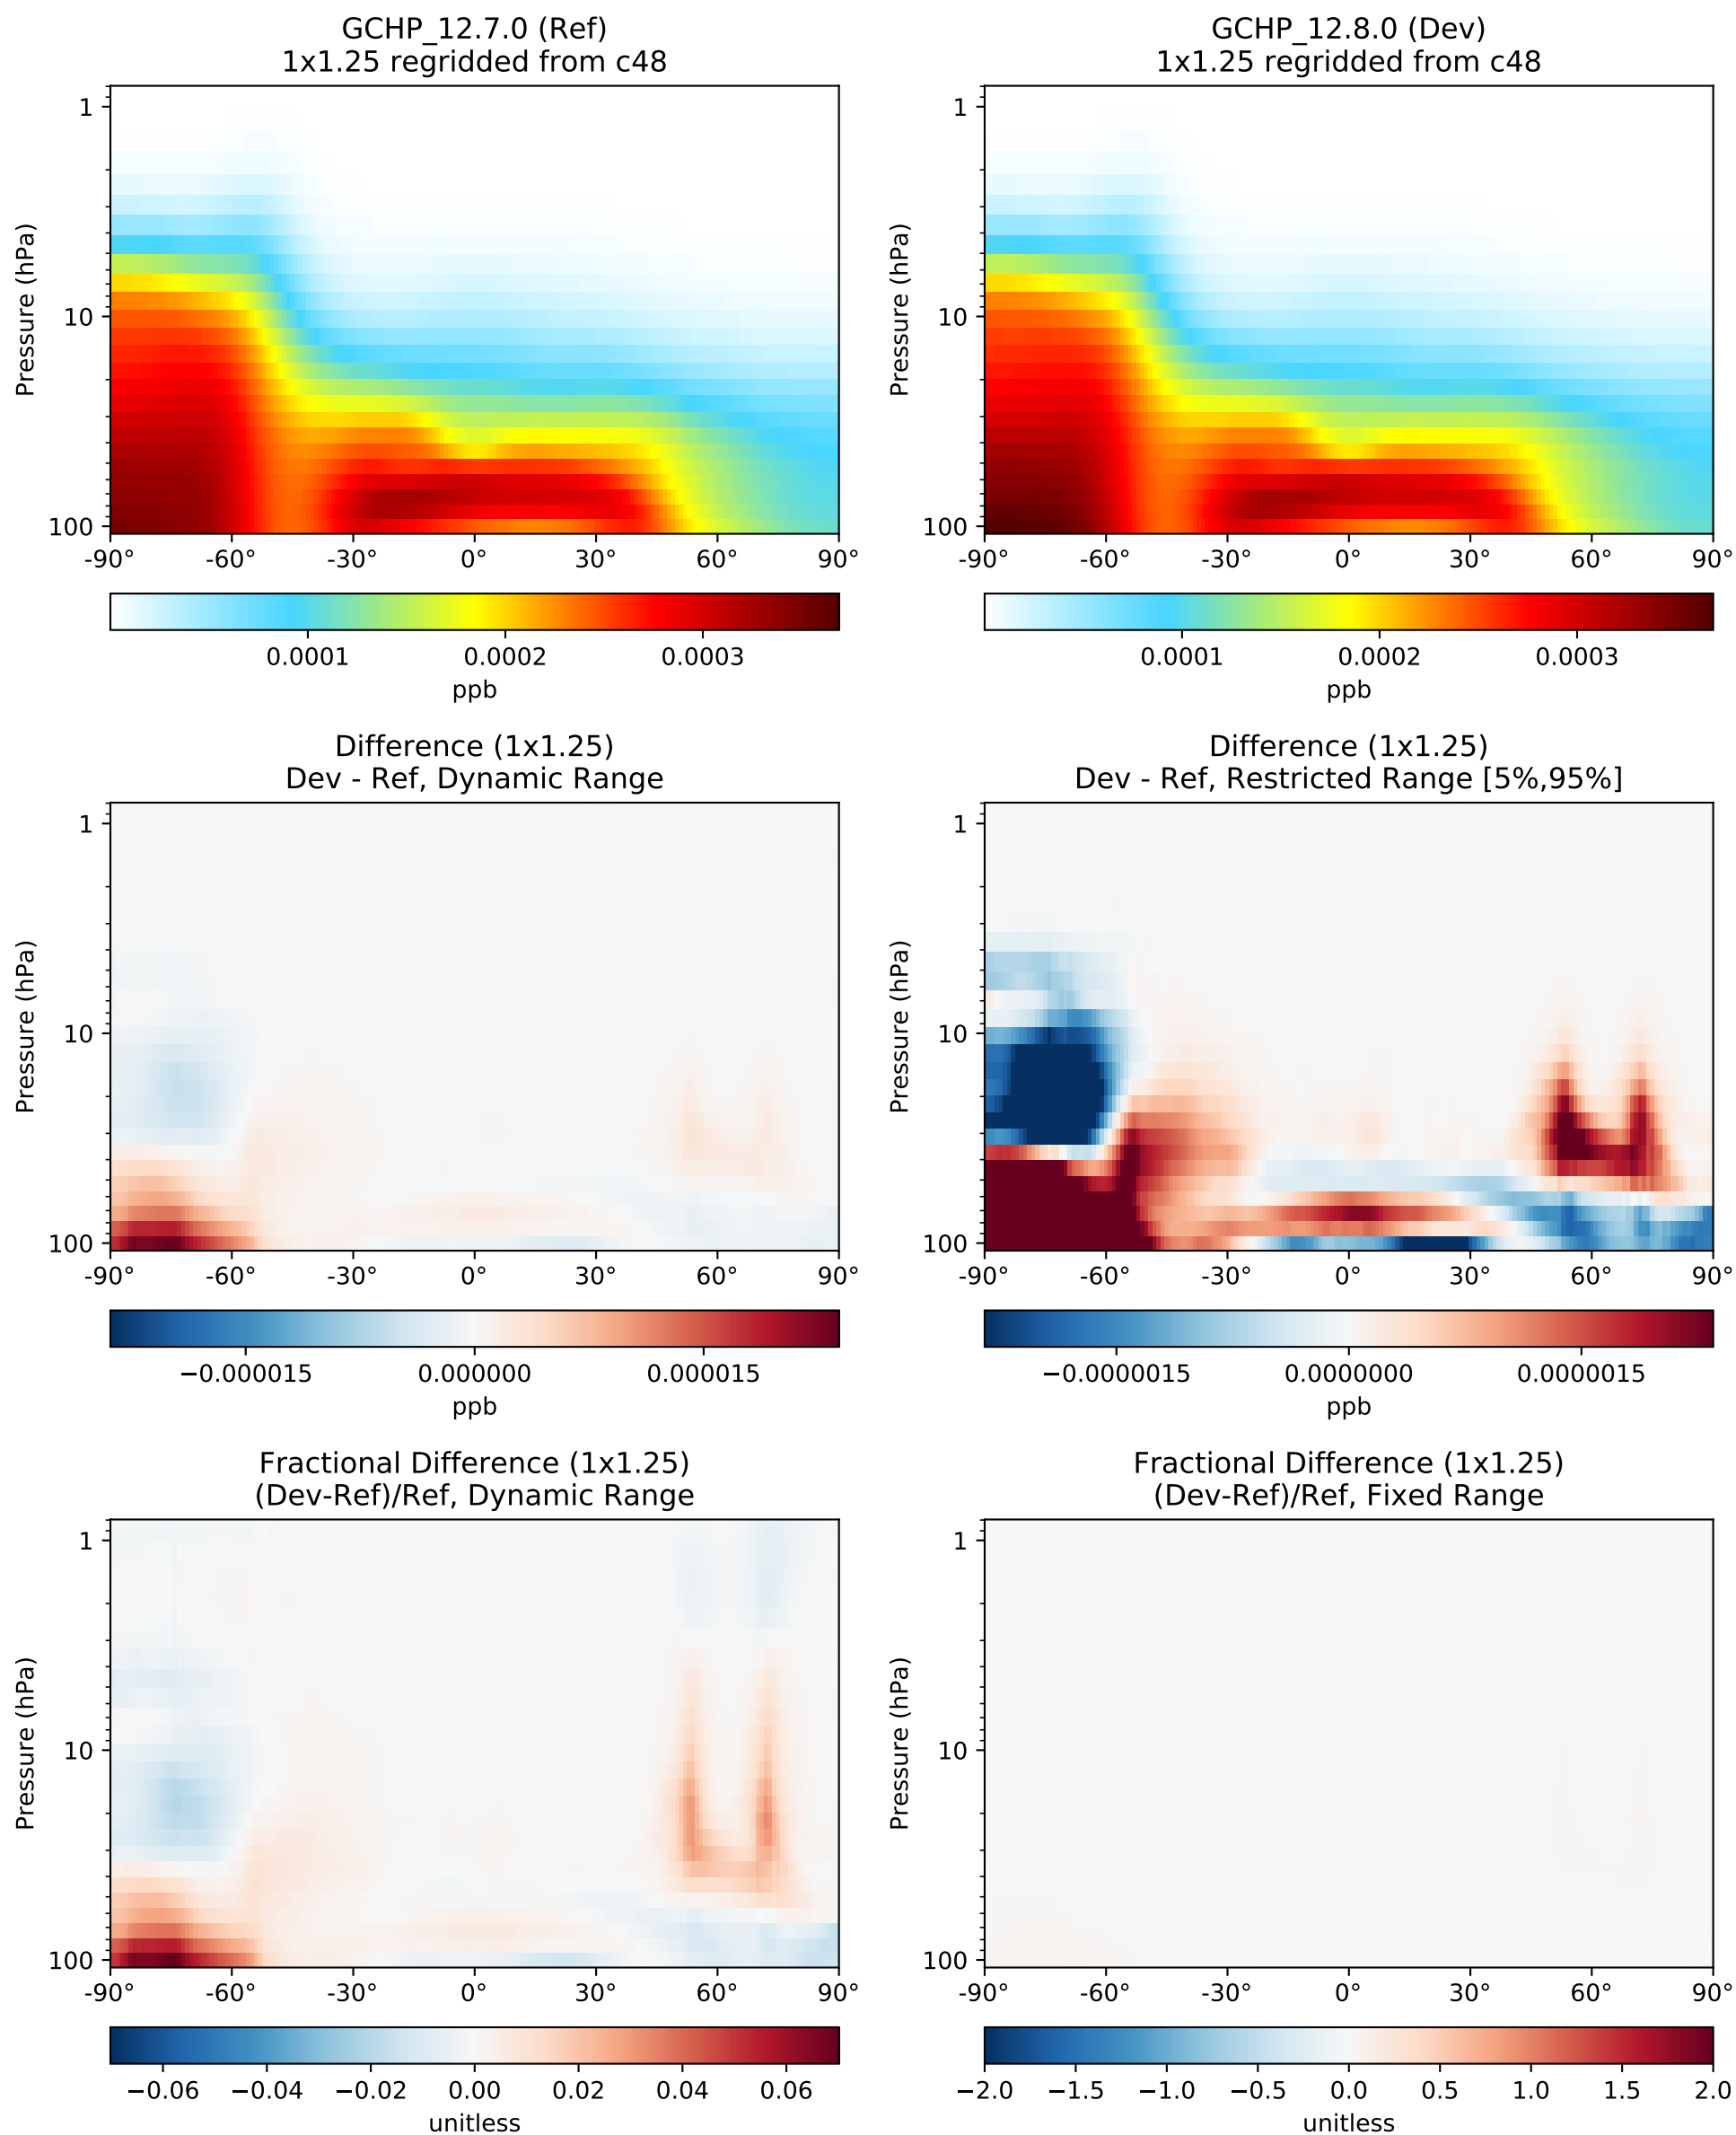 GCHP_12.7.0 (Ref)
1x1.25 regridded from c48
Pressure (hPa)
1
10
100
-90° -60° -30° 0° 30° 60° 90°
0.0001 0.0002 0.0003
ppb
GCHP_12.8.0 (Dev)
1x1.25 regridded from c48
Pressure (hPa)
1
10
100
-90° -60° -30° 0° 30° 60° 90°
0.0001 0.0002 0.0003
ppb
Difference (1x1.25)
Dev - Ref, Dynamic Range
Pressure (hPa)
1
10
100
-90° -60° -30° 0° 30° 60° 90°
−0.000015 0.000000 0.000015
ppb
Difference (1x1.25)
Dev - Ref, Restricted Range [5%,95%]
Pressure (hPa)
1
10
100
-90° -60° -30° 0° 30° 60° 90°
−0.0000015 0.0000000 0.0000015
ppb
Fractional Difference (1x1.25)
(Dev-Ref)/Ref, Dynamic Range
Pressure (hPa)
1
10
100
-90° -60° -30° 0° 30° 60° 90°
−0.06 −0.04 −0.02 0.00 0.02 0.04 0.06
unitless
Fractional Difference (1x1.25)
(Dev-Ref)/Ref, Fixed Range
Pressure (hPa)
1
10
100
-90° -60° -30° 0° 30° 60° 90°
−2.0 −1.5 −1.0 −0.5 0.0 0.5 1.0 1.5 2.0
unitless